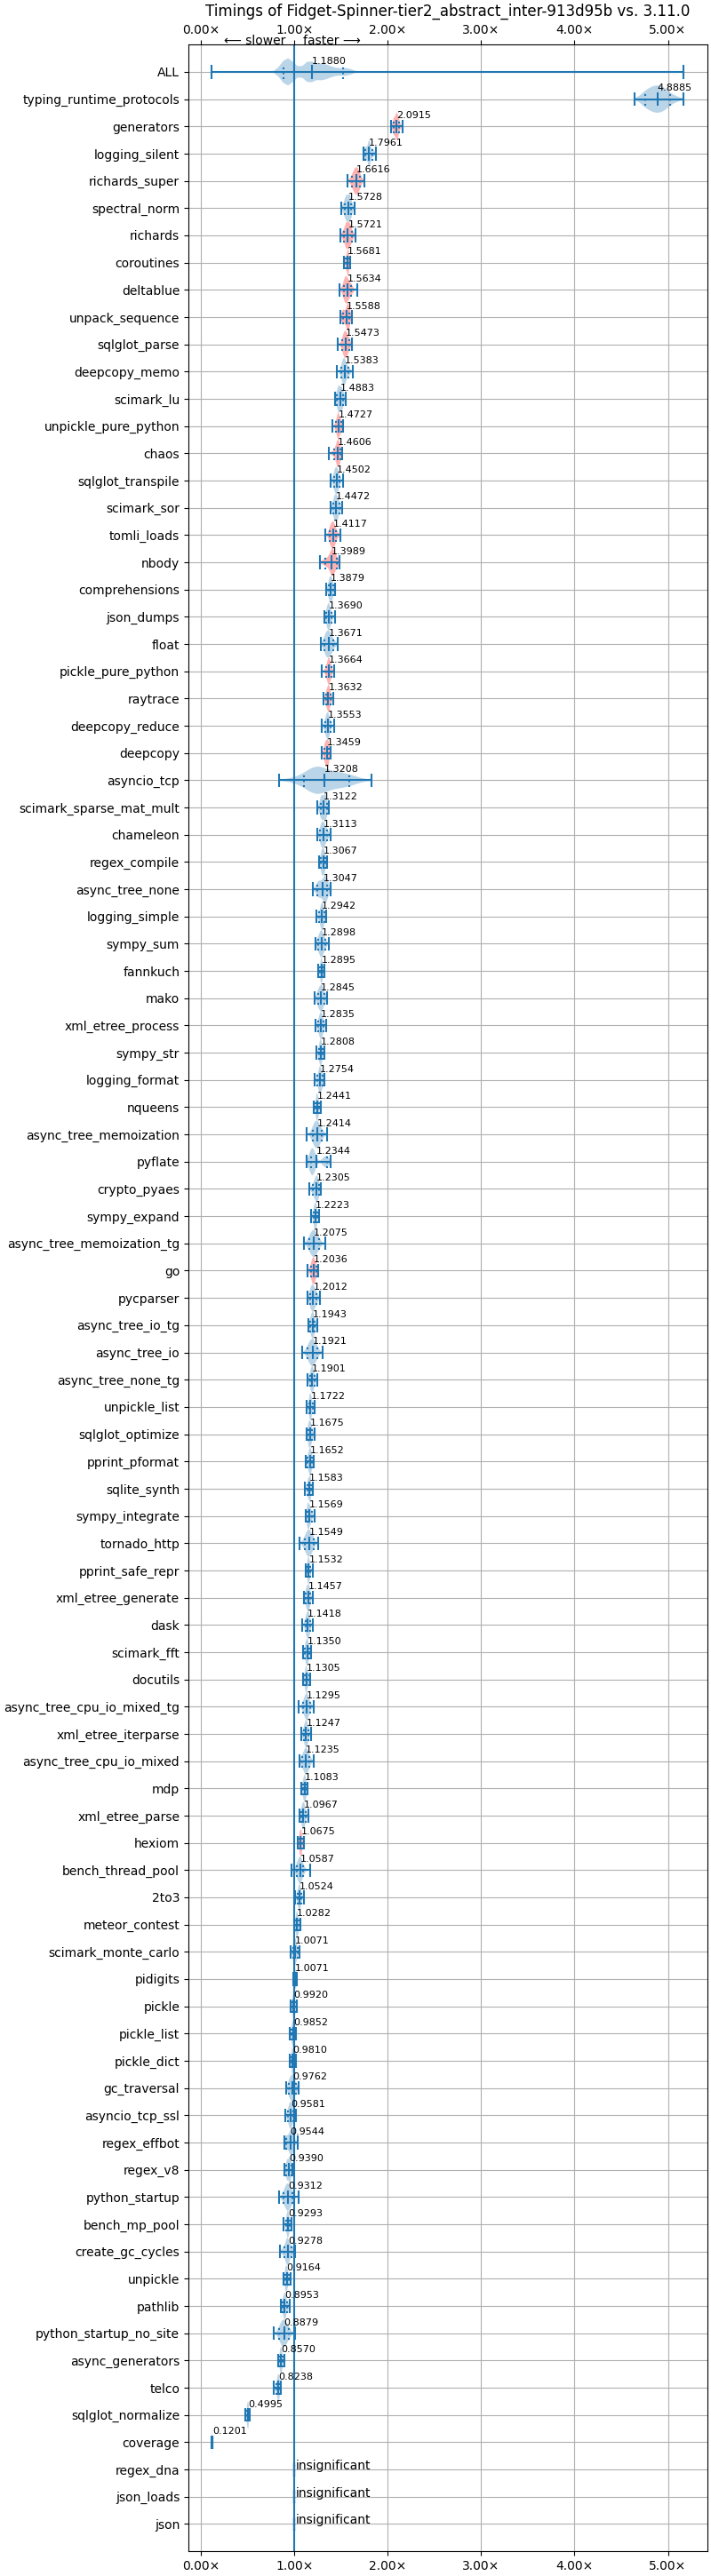 Timings of Fidget-Spinner-tier2_abstract_inter-913d95b vs. 3.11.0
0.00× 1.00× 2.00× 3.00× 4.00× 5.00×
⟵ slower faster ⟶
ALL 1.1880
typing_runtime_protocols 4.8885
generators 2.0915
logging_silent 1.7961
richards_super 1.6616
spectral_norm 1.5728
richards 1.5721
coroutines 1.5681
deltablue 1.5634
unpack_sequence 1.5588
sqlglot_parse 1.5473
deepcopy_memo 1.5383
scimark_lu 1.4883
unpickle_pure_python 1.4727
chaos 1.4606
sqlglot_transpile 1.4502
scimark_sor 1.4472
tomli_loads 1.4117
nbody 1.3989
comprehensions 1.3879
json_dumps 1.3690
float 1.3671
pickle_pure_python 1.3664
raytrace 1.3632
deepcopy_reduce 1.3553
deepcopy 1.3459
asyncio_tcp 1.3208
scimark_sparse_mat_mult 1.3122
chameleon 1.3113
regex_compile 1.3067
async_tree_none 1.3047
logging_simple 1.2942
sympy_sum 1.2898
fannkuch 1.2895
mako 1.2845
xml_etree_process 1.2835
sympy_str 1.2808
logging_format 1.2754
nqueens 1.2441
async_tree_memoization 1.2414
pyflate 1.2344
crypto_pyaes 1.2305
sympy_expand 1.2223
async_tree_memoization_tg 1.2075
go 1.2036
pycparser 1.2012
async_tree_io_tg 1.1943
async_tree_io 1.1921
async_tree_none_tg 1.1901
unpickle_list 1.1722
sqlglot_optimize 1.1675
pprint_pformat 1.1652
sqlite_synth 1.1583
sympy_integrate 1.1569
tornado_http 1.1549
pprint_safe_repr 1.1532
xml_etree_generate 1.1457
dask 1.1418
scimark_fft 1.1350
docutils 1.1305
async_tree_cpu_io_mixed_tg 1.1295
xml_etree_iterparse 1.1247
async_tree_cpu_io_mixed 1.1235
mdp 1.1083
xml_etree_parse 1.0967
hexiom 1.0675
bench_thread_pool 1.0587
2to3 1.0524
meteor_contest 1.0282
scimark_monte_carlo 1.0071
pidigits 1.0071
pickle 0.9920
pickle_list 0.9852
pickle_dict 0.9810
gc_traversal 0.9762
asyncio_tcp_ssl 0.9581
regex_effbot 0.9544
regex_v8 0.9390
python_startup 0.9312
bench_mp_pool 0.9293
create_gc_cycles 0.9278
unpickle 0.9164
pathlib 0.8953
python_startup_no_site 0.8879
async_generators 0.8570
telco 0.8238
sqlglot_normalize 0.4995
coverage 0.1201
regex_dna insignificant
json_loads insignificant
json insignificant
0.00× 1.00× 2.00× 3.00× 4.00× 5.00×